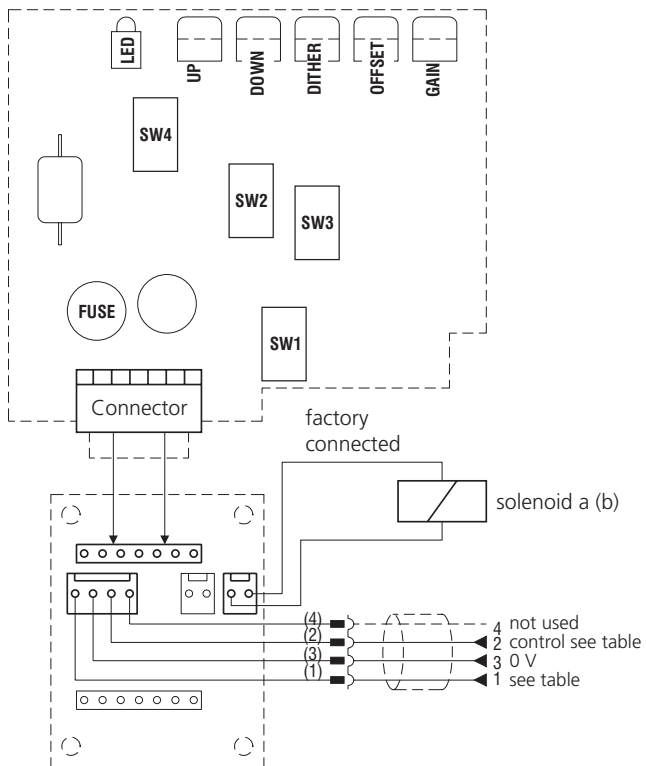 LED
UP
DOWN
DITHER
OFFSET
GAIN
SW4
SW2
SW3
FUSE
SW1
Connector
factory
connected
solenoid a (b)
(4)
4 not used
(2)
2 control see table
(3)
3 0 V
(1)
1 see table